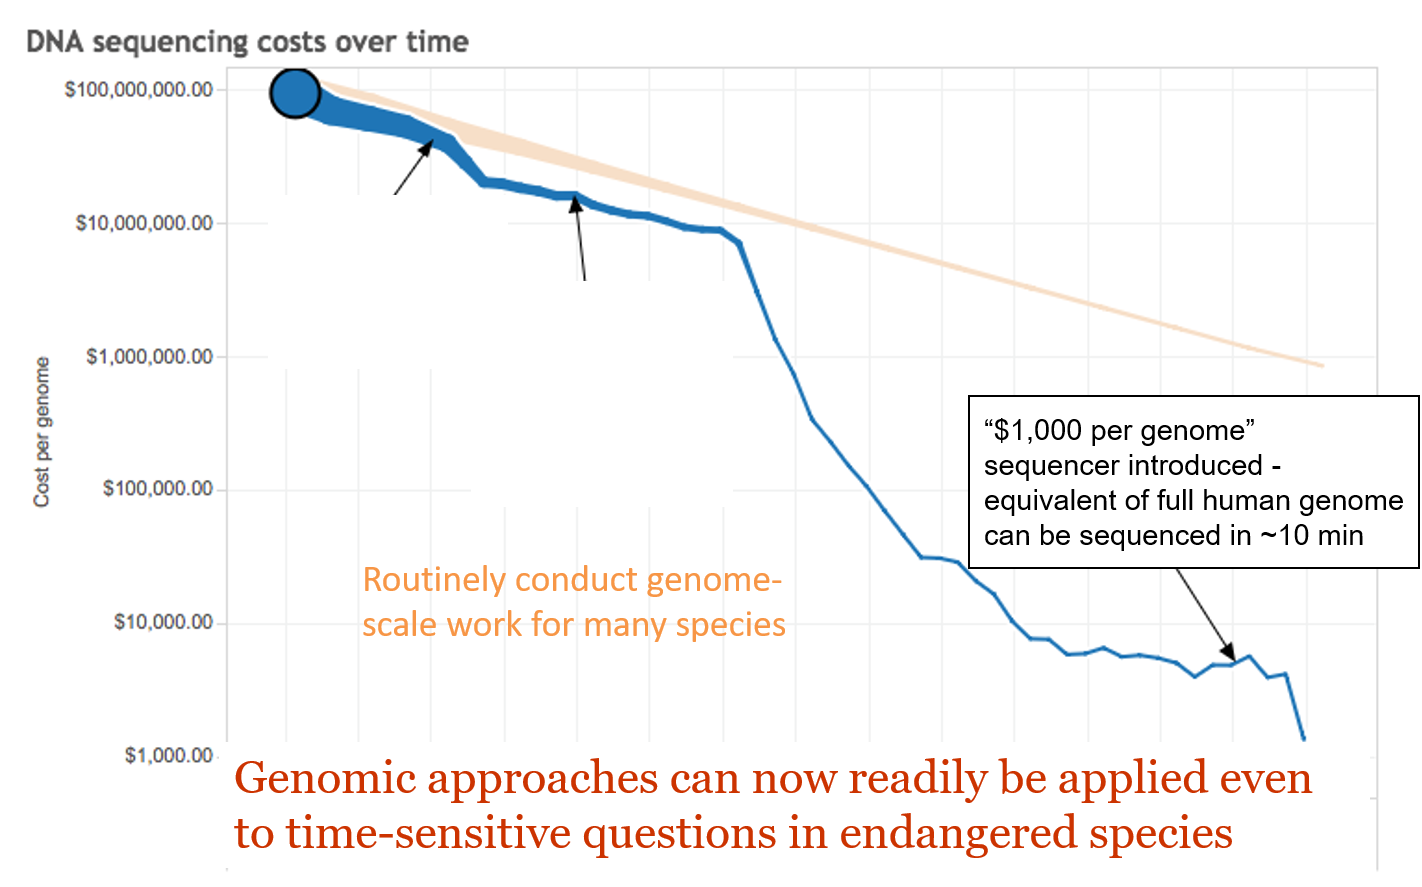 DNA sequencing costs over time
$100,000,000.00
$10,000,000.00
$1,000,000.00
$100,000.00
$10,000.00
$1,000.00
Cost per genome
“$1,000 per genome”
sequencer introduced -
equivalent of full human genome
can be sequenced in ~10 min
Routinely conduct genome-
scale work for many species
Genomic approaches can now readily be applied even
to time-sensitive questions in endangered species